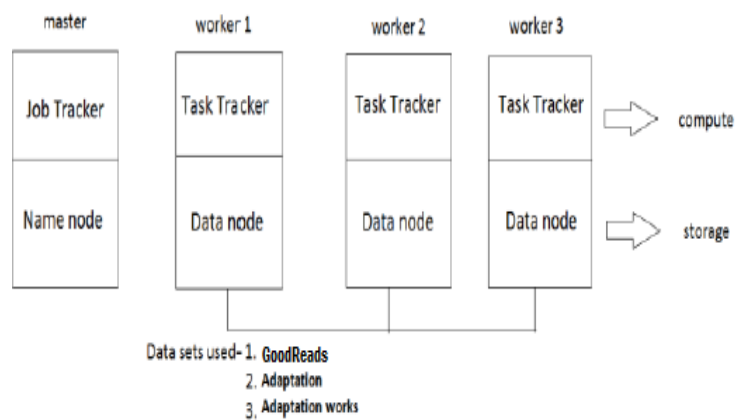 master worker 1 worker 2 worker 3
Job Tracker Task Tracker Task Tracker Task Tracker compute
Name node Data node Data node Data node storage
Data sets used- 1. GoodReads
2. Adaptation
3. Adaptation works